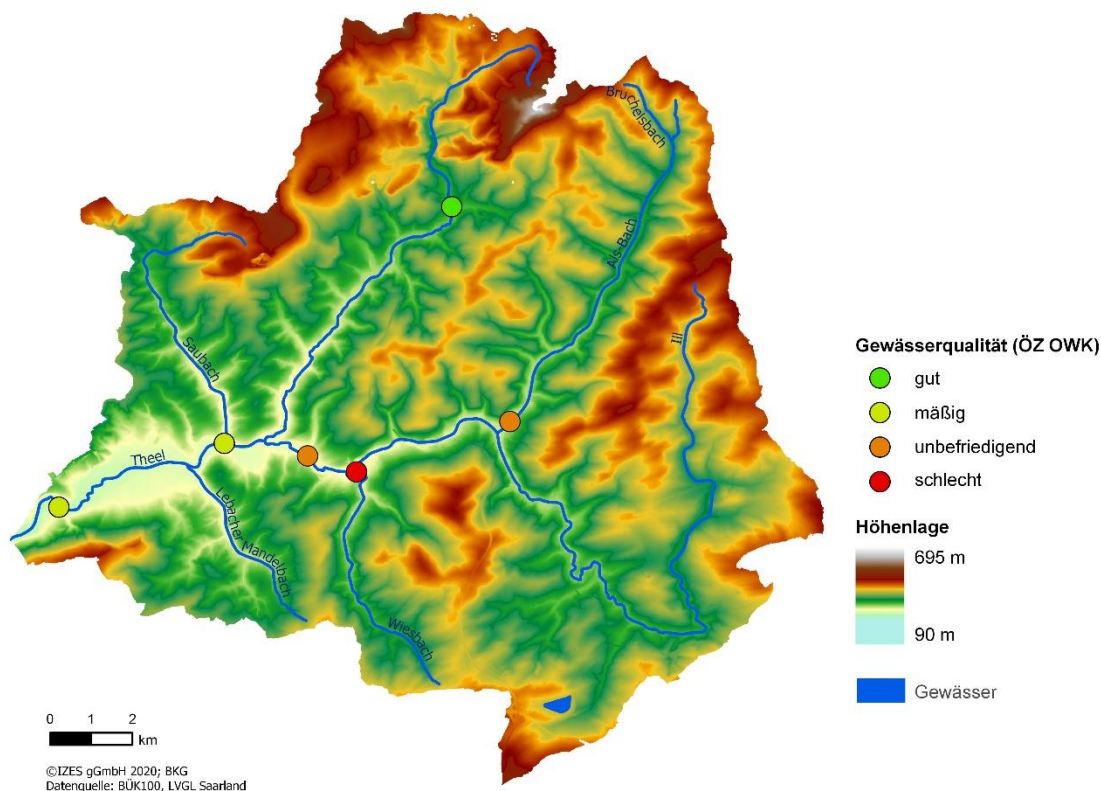 Bruchelsbach
Als-Bach
Ill
Saubach
Theel
Lebacher Mandelbach
Wiesbach
Gewässerqualität (ÖZ OWK)
gut
mäßig
unbefriedigend
schlecht
Höhenlage
695 m
90 m
Gewässer
0 1 2
km
©IZES gGmbH 2020; BKG
Datenquelle: BÜK100, LVGL Saarland